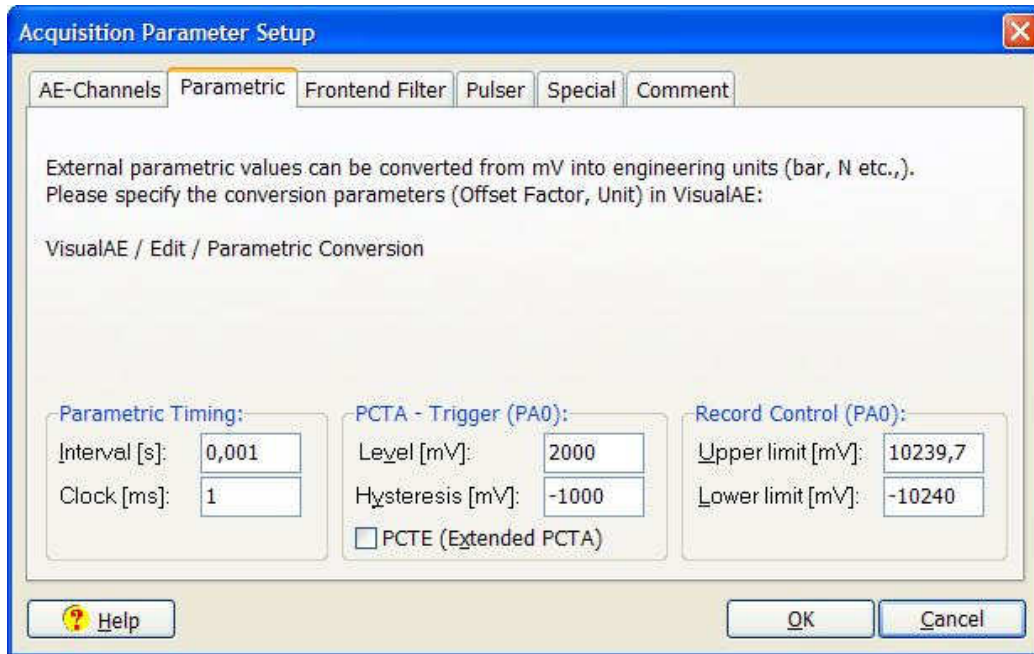 Acquisition Parameter Setup
AE-Channels Parametric Frontend Filter Pulser Special Comment
External parametric values can be converted from mV into engineering units (bar, N etc.,).
Please specify the conversion parameters (Offset Factor, Unit) in VisualAE:
VisualAE / Edit / Parametric Conversion
Parametric Timing:
Interval [s]: 0,001
Clock [ms]: 1
PCTA - Trigger (PA0):
Level [mV]: 2000
Hysteresis [mV]: -1000
PCTE (Extended PCTA)
Record Control (PA0):
Upper limit [mV]: 10239,7
Lower limit [mV]: -10240
? Help
OK
Cancel